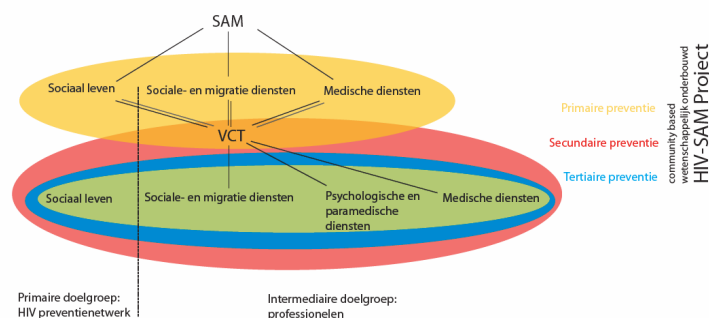 SAM
Sociaal leven
Sociale- en migratie diensten
Medische diensten
VCT
Sociaal leven
Sociale- en migratie diensten
Psychologische en
paramedische
diensten
Medische diensten
Primaire doelgroep:
HIV preventienetwerk
Intermediaire doelgroep:
professionelen
Primaire preventie
Secundaire preventie
Tertiaire preventie
community based
wetenschappelijk onderbouwd
HIV-SAM Project